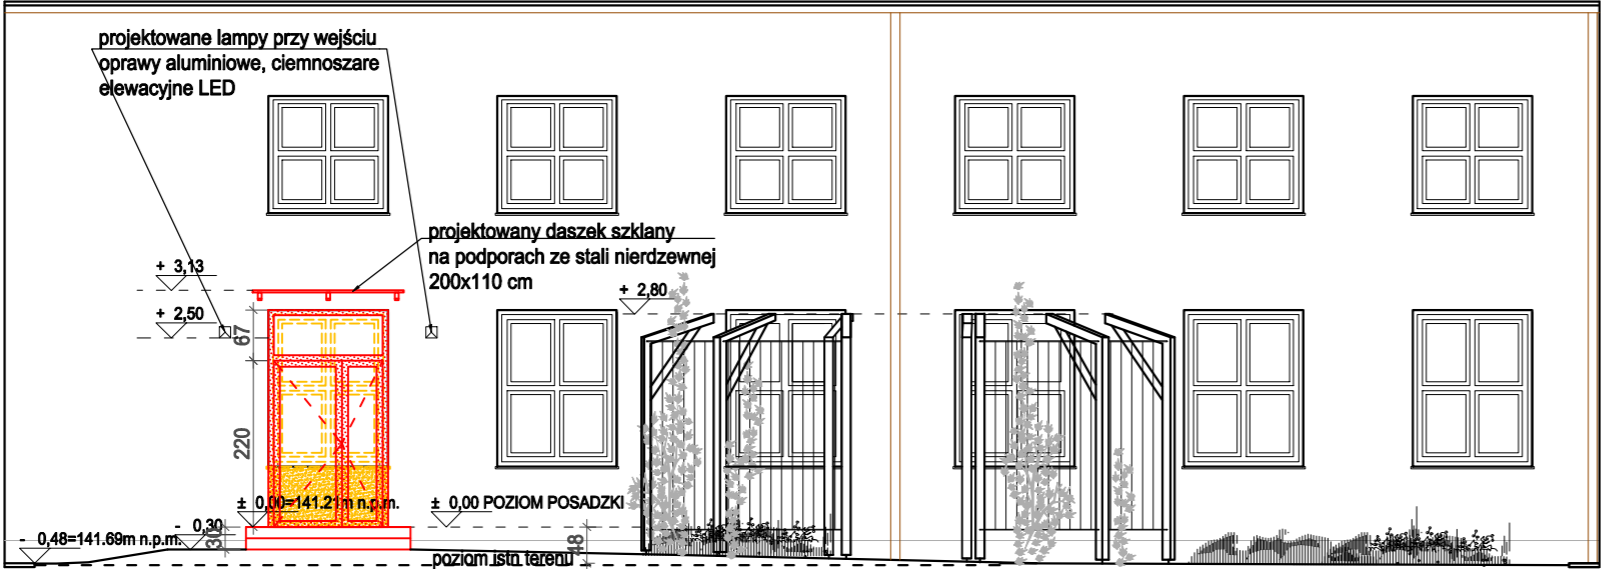 projektowane lampy przy wejściu
oprawy aluminiowe, ciemnoszare
elewacyjne LED
projektowany daszek szklany
na podporach ze stali nierdzewnej
200x110 cm
+ 3,13
+ 2,80
+ 2,50
67
220
± 0,00=141.21m n.p.m.
± 0,00 POZIOM POSADZKI
- 0,30
30
- 0,48=141.69m n.p.m.
48
poziom istn terenu